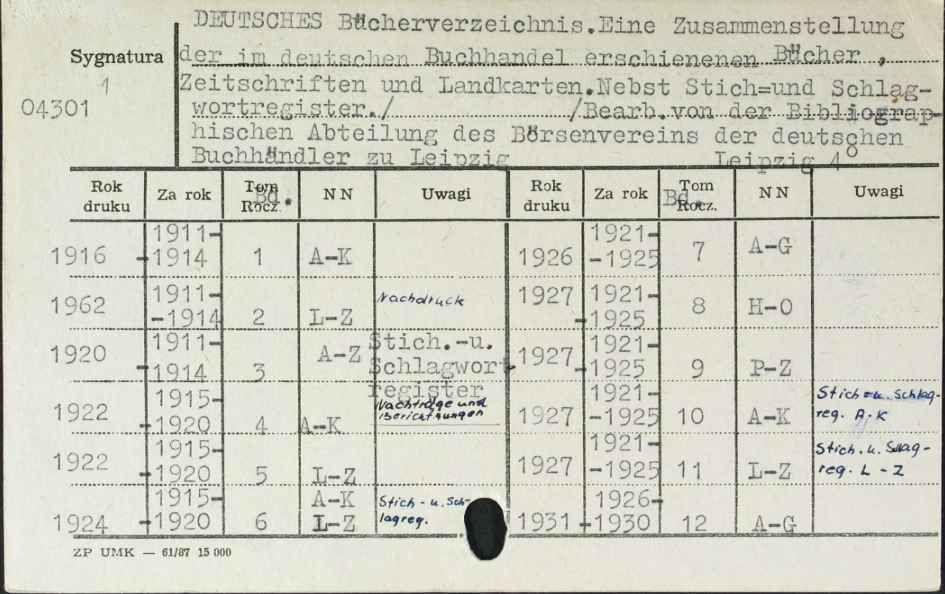 DEUTSCHES Bücherverzeichnis.Eine Zusammenstellung
Sygnatura der im deutschen Buchhandel erschienenen Bücher ,
1 Zeitschriften und Landkarten.Nebst Stich=und Schlag-
04301 wortregister./ /Bearb.von der Bibliograp-
hischen Abteilung des Börsenvereins der deutschen
Buchhändler zu Leipzig Leipzig 4°
Rok druku Za rok Tom Rocz. Bd. NN Uwagi Rok druku Za rok Tom Rocz. Bd. NN Uwagi
1916 1911-1914 1 A-K 1926 1921-1925 7 A-G
1962 1911-1914 2 L-Z Nachdruck 1927 1921-1925 8 H-O
1920 1911-1914 3 A-Z Stich.-u. Schlagwort register 1927 1921-1925 9 P-Z
1922 1915-1920 4 A-K Nachträge und Berichtigungen 1927 1921-1925 10 A-K Stich=u. Schlag-reg. A-K
1922 1915-1920 5 L-Z 1927 1921-1925 11 L-Z Stich.u. Schlag-reg. L-Z
1924 1915-1920 6 A-K L-Z Stich-u. Sch-lagreg. 1931 1926-1930 12 A-G
ZP UMK — 61/87 15 000